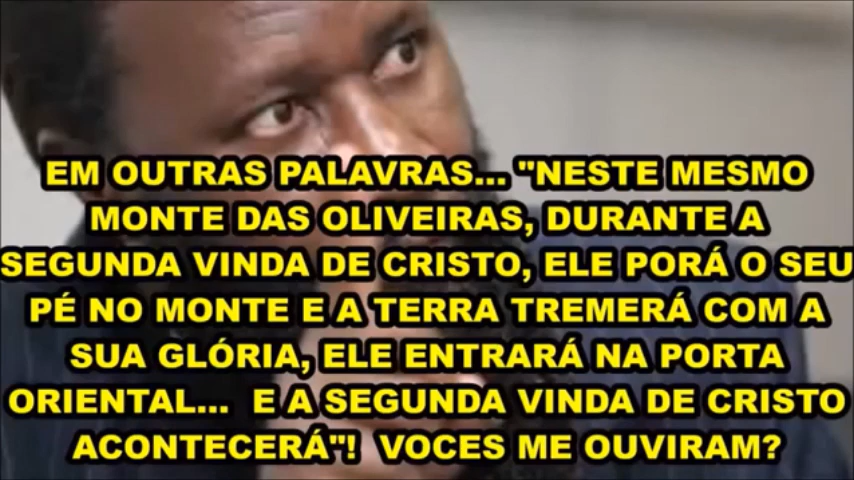 EM OUTRAS PALAVRAS... "NESTE MESMO
MONTE DAS OLIVEIRAS, DURANTE A
SEGUNDA VINDA DE CRISTO, ELE PORÁ O SEU
PÉ NO MONTE E A TERRA TREMERÁ COM A
SUA GLÓRIA, ELE ENTRARÁ NA PORTA
ORIENTAL... E A SEGUNDA VINDA DE CRISTO
ACONTECERÁ"! VOCES ME OUVIRAM?